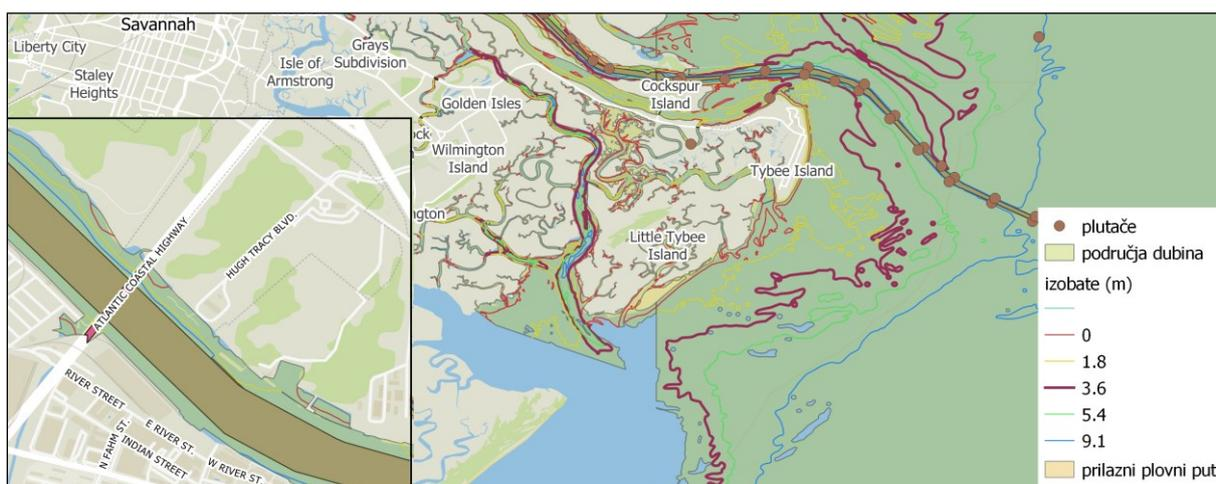 Savannah
Liberty City
Staley
Heights
Grays
Subdivision
Isle of
Armstrong
Golden Isles
Cockspur
Island
Wilmington
Island
Tybee Island
Little Tybee
Island
ck
ngton
ATLANTIC COASTAL HIGHWAY
HUGH TRACY BLVD.
RIVER STREET
E RIVER ST.
W RIVER ST.
INDIAN STREET
N FAHM ST.
plutače
područja dubina
izobate (m)
0
1.8
3.6
5.4
9.1
prilazni plovni put